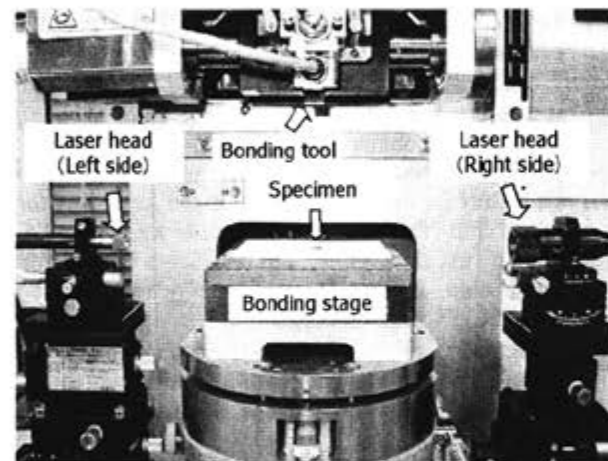 Laser head
(Left side)
Bonding tool
Laser head
(Right side)
Specimen
Bonding stage